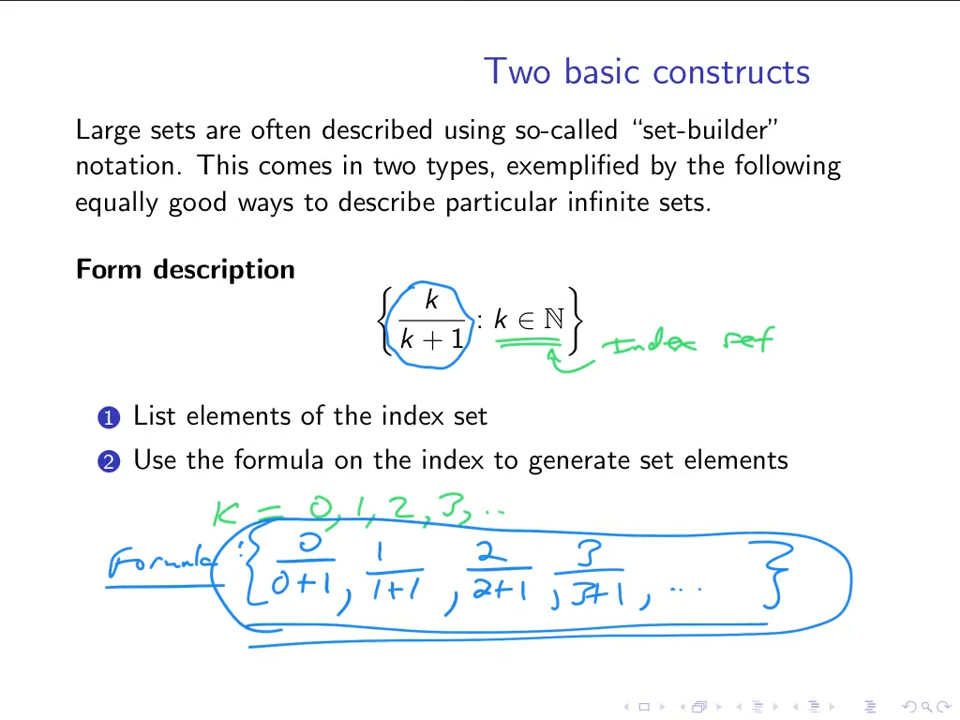 Two basic constructs
Large sets are often described using so-called “set-builder”
notation. This comes in two types, exemplified by the following
equally good ways to describe particular infinite sets.
Form description
{ k / (k + 1) : k ∈ ℕ }
Index set
1 List elements of the index set
2 Use the formula on the index to generate set elements
K = 0, 1, 2, 3, ..
Formula : { 0/(0+1) , 1/(1+1) , 2/(2+1) , 3/(3+1) , ... }